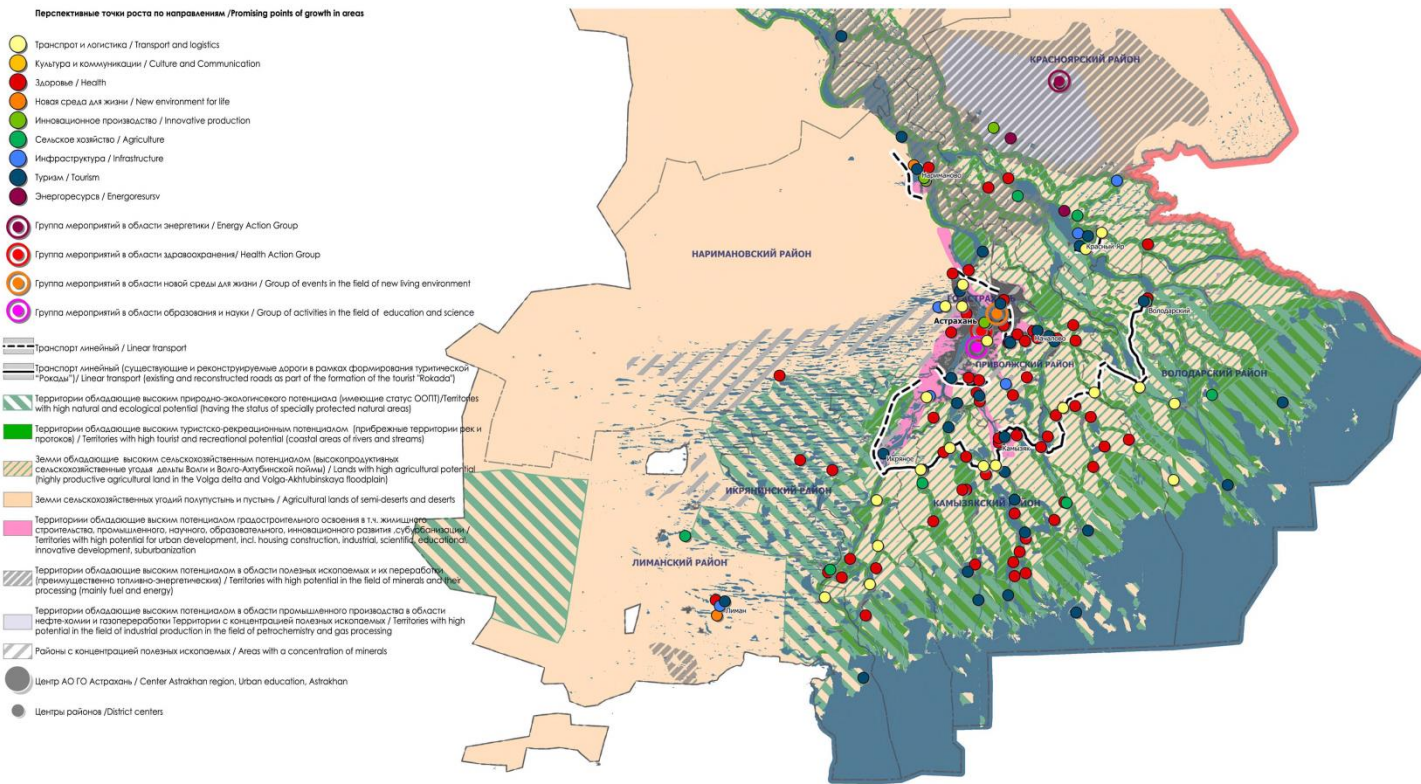 Перспективные точки роста по направлениям /Promising points of growth in areas
Транспрот и логистика / Transport and logistics
Культура и коммуникации / Culture and Communication
Здоровье / Health
Новая среда для жизни / New environment for life
Инновационное производство / Innovative production
Сельское хозяйство / Agriculture
Инфраструктура / Infrastructure
Туризм / Tourism
Энергоресурсв / Energoresursv
Группа мероприятий в области энергетики / Energy Action Group
Группа мероприятий в области здравоохранения/ Health Action Group
Группа мероприятий в области новой среды для жизни / Group of events in the field of new living environment
Группа мероприятий в области образования и науки / Group of activities in the field of education and science
Транспорт линейный / Linear transport
Транспорт линейный (существующие и реконструируемые дороги в рамках формирования туритической
"Рокады")/ Linear transport (existing and reconstructed roads as part of the formation of the tourist "Rokada")
Территории обладающие высоким природно-экологичесого потенциала (имеющие статус ООПТ)/Territories
with high natural and ecological potential (having the status of specially protected natural areas)
Территории обладающие высоким туристско-рекреационным потенциалом (прибрежные территории рек и
протоков) / Territories with high tourist and recreational potential (coastal areas of rivers and streams)
Земли обладающие высоким сельскохозяйственным потенциалом (высокопродуктивных
сельскохозяйственные угодья дельты Волги и Волго-Ахтубинской поймы) / Lands with high agricultural potential
(highly productive agricultural land in the Volga delta and Volga-Akhtubinskaya floodplain)
Земли сельскохозяйственных угодий полупустынь и пустынь / Agricultural lands of semi-deserts and deserts
Территориии обладающие выским потенциалом градостроительного освоения в т.ч. жилищного
строительства, промышленного, научного, образовательного, инновационного развития ,субурбанизации /
Territories with high potential for urban development, incl. housing construction, industrial, scientific, educational,
innovative development, suburbanization
Территории обладающие высоким потенциалом в области полезных ископаемых и их переработки
(преимущественно топливно-энергетических) / Territories with high potential in the field of minerals and their
processing (mainly fuel and energy)
Территории обладающие высоким потенциалом в области промышленного производства в области
нефте-хомии и газопереработки Территории с концентрацией полезных ископаемых / Territories with high
potential in the field of industrial production in the field of petrochemistry and gas processing
Районы с концентрацией полезных ископаемых / Areas with a concentration of minerals
Центр АО ГО Астрахань / Center Astrakhan region, Urban education, Astrakhan
Центры районов /District centers
КРАСНОЯРСКИЙ РАЙОН
Нариманово
НАРИМАНОВСКИЙ РАЙОН
Красный Яр
Володарский
Астрахань
Началово
ПРИВОЛЖСКИЙ РАЙОН
ВОЛОДАРСКИЙ РАЙОН
Икряное
Камызяк
ИКРЯНИНСКИЙ РАЙОН
КАМЫЗЯКСКИЙ РАЙОН
ЛИМАНСКИЙ РАЙОН
Лиман